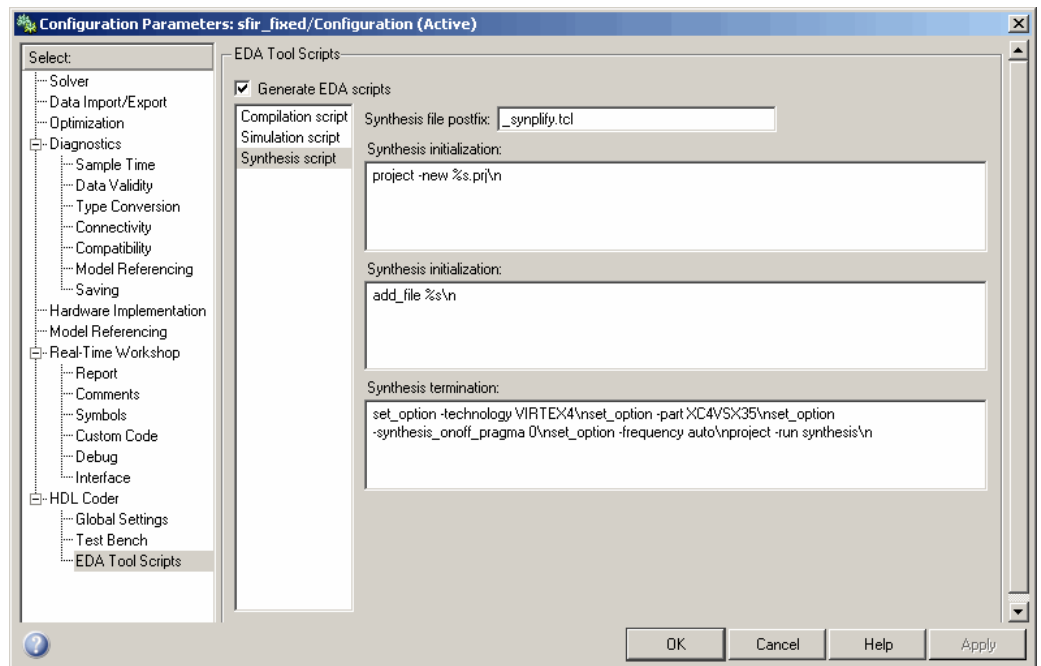 Configuration Parameters: sfir_fixed/Configuration (Active)
Select:
Solver
Data Import/Export
Optimization
Diagnostics
Sample Time
Data Validity
Type Conversion
Connectivity
Compatibility
Model Referencing
Saving
Hardware Implementation
Model Referencing
Real-Time Workshop
Report
Comments
Symbols
Custom Code
Debug
Interface
HDL Coder
Global Settings
Test Bench
EDA Tool Scripts
EDA Tool Scripts
Generate EDA scripts
Compilation script
Simulation script
Synthesis script
Synthesis file postfix: _synplify.tcl
Synthesis initialization:
project -new %s.prj\n
Synthesis initialization:
add_file %s\n
Synthesis termination:
set_option -technology VIRTEX4\nset_option -part XC4VSX35\nset_option
-synthesis_onoff_pragma 0\nset_option -frequency auto\nproject -run synthesis\n
OK
Cancel
Help
Apply